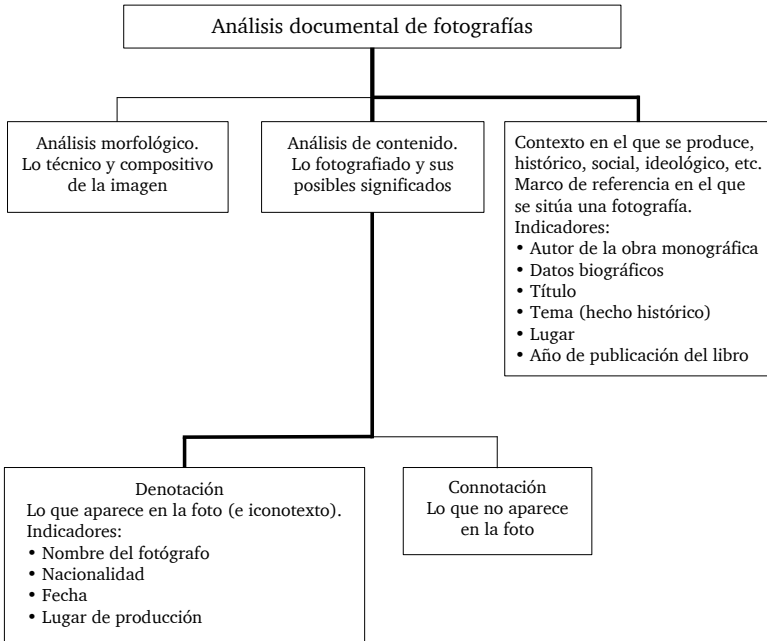 Análisis documental de fotografías
Análisis morfológico.
Lo técnico y compositivo
de la imagen
Análisis de contenido.
Lo fotografiado y sus
posibles significados
Contexto en el que se produce,
histórico, social, ideológico, etc.
Marco de referencia en el que
se sitúa una fotografía.
Indicadores:
• Autor de la obra monográfica
• Datos biográficos
• Título
• Tema (hecho histórico)
• Lugar
• Año de publicación del libro
Denotación
Lo que aparece en la foto (e iconotexto).
Indicadores:
• Nombre del fotógrafo
• Nacionalidad
• Fecha
• Lugar de producción
Connotación
Lo que no aparece
en la foto